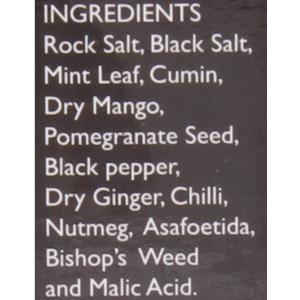 INGREDIENTS
Rock Salt, Black Salt,
Mint Leaf, Cumin,
Dry Mango,
Pomegranate Seed,
Black pepper,
Dry Ginger, Chilli,
Nutmeg, Asafoetida,
Bishop's Weed
and Malic Acid.